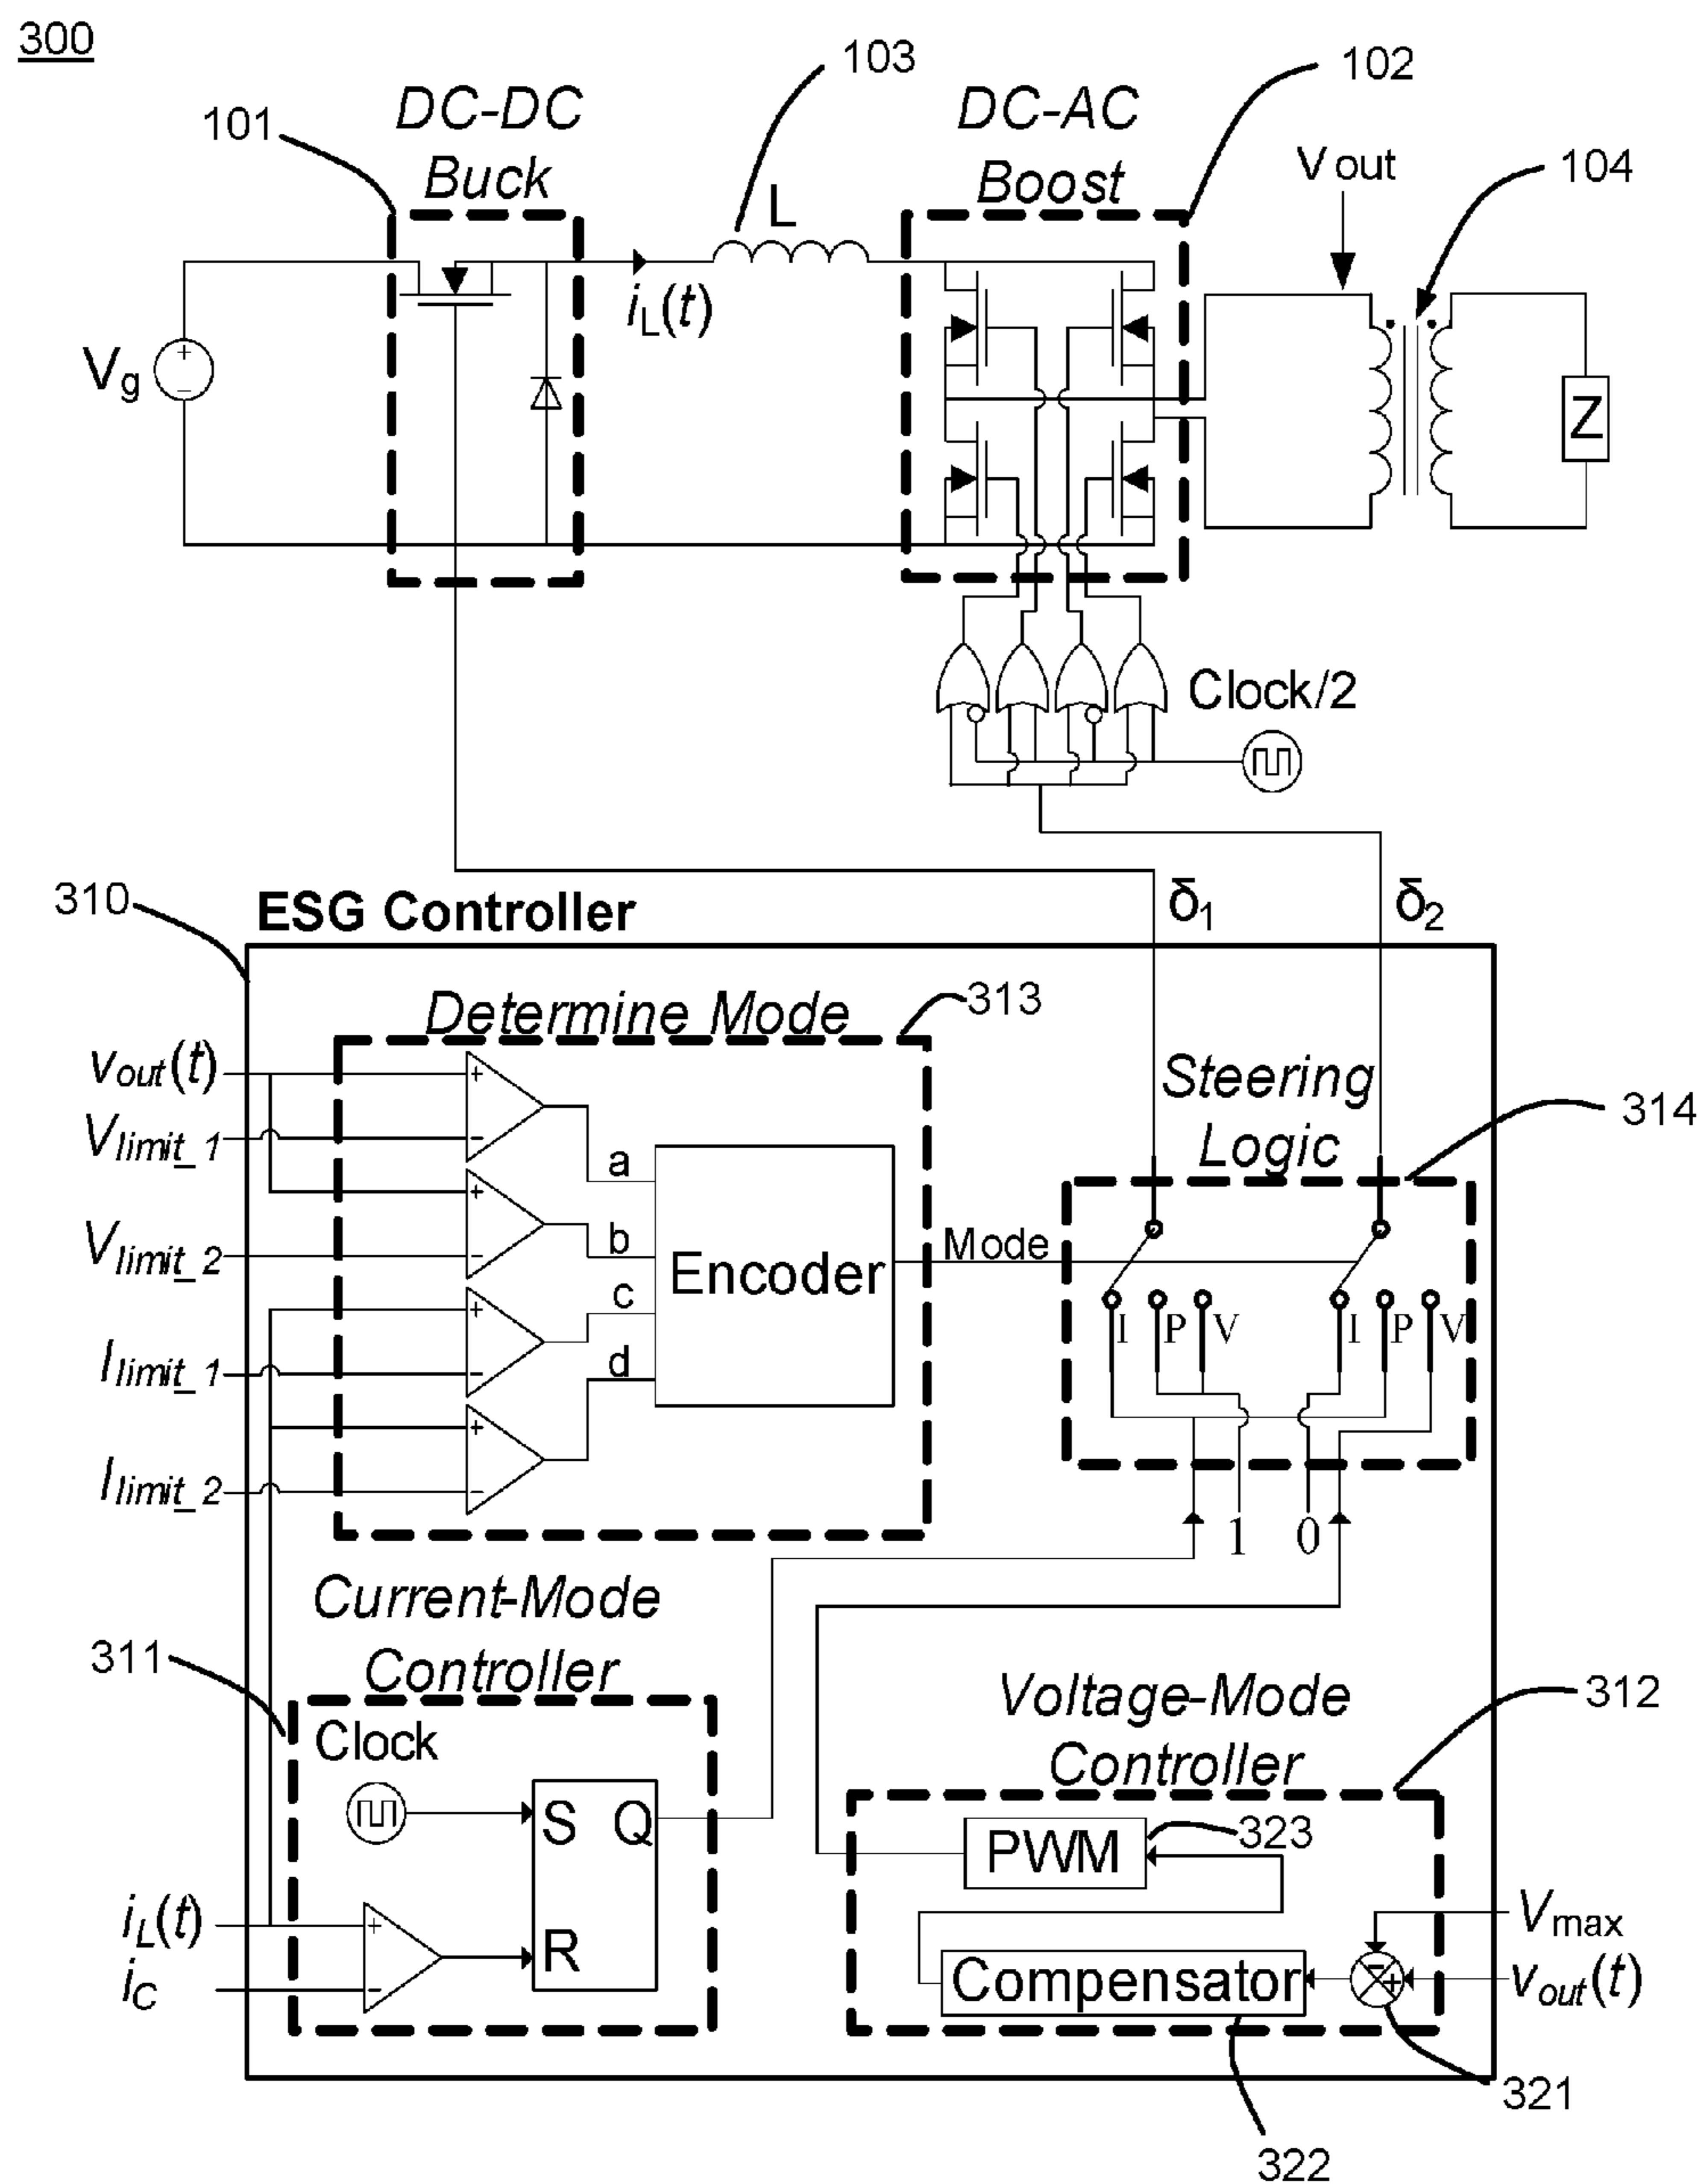 300
103
102
101
DC-DC
Buck
DC-AC
Boost
V out
104
L
iL(t)
Vg
+
−
Z
Clock/2
310
ESG Controller
δ1
δ2
Determine Mode
313
vout(t)
Vlimit_1
Vlimit_2
Ilimit_1
Ilimit_2
+
−
+
−
+
−
+
−
a
b
c
d
Encoder
Mode
Steering
Logic
314
I P V
I P V
1 0
Current-Mode
Controller
311
Clock
S Q
R
iL(t)
iC
+
−
Voltage-Mode
Controller
312
PWM
323
Compensator
−
+
Vmax
vout(t)
321
322